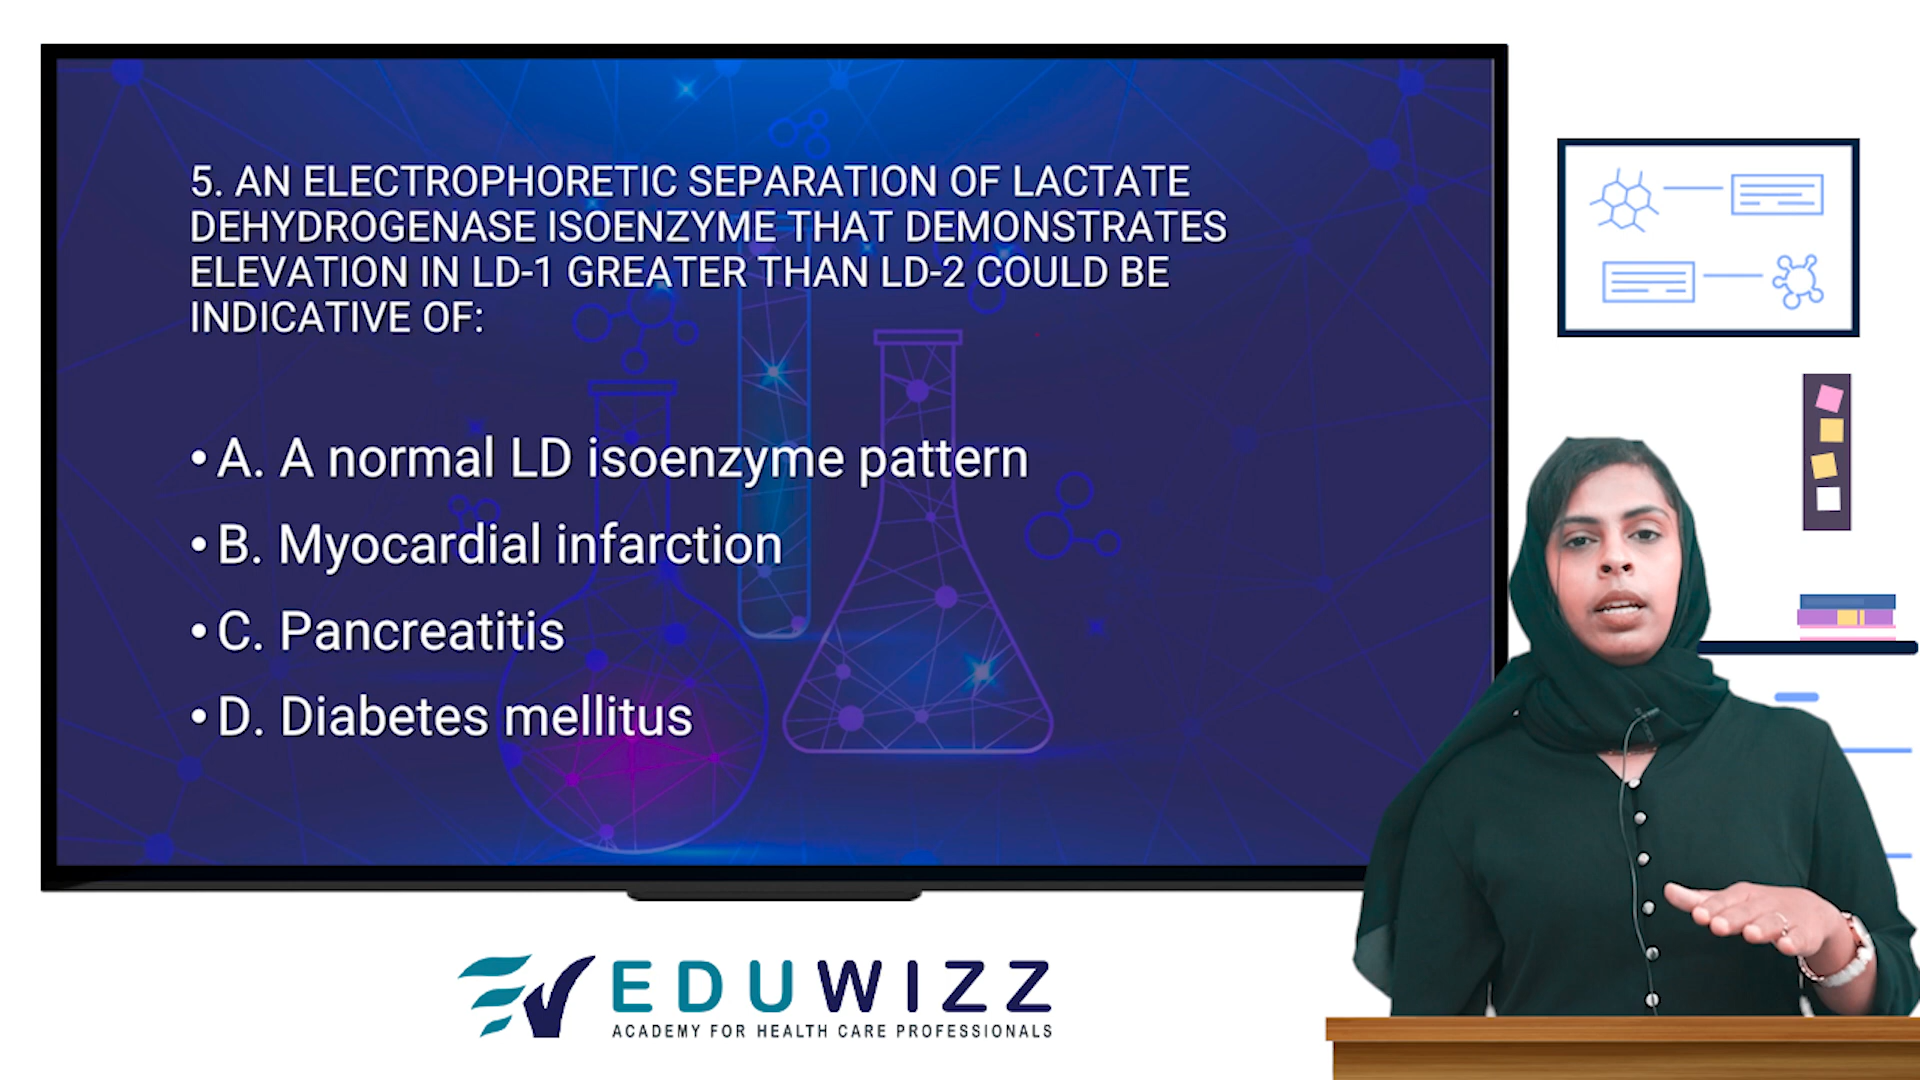 5. AN ELECTROPHORETIC SEPARATION OF LACTATE
DEHYDROGENASE ISOENZYME THAT DEMONSTRATES
ELEVATION IN LD-1 GREATER THAN LD-2 COULD BE
INDICATIVE OF:
• A. A normal LD isoenzyme pattern
• B. Myocardial infarction
• C. Pancreatitis
• D. Diabetes mellitus
EDUWIZZ
ACADEMY FOR HEALTH CARE PROFESSIONALS